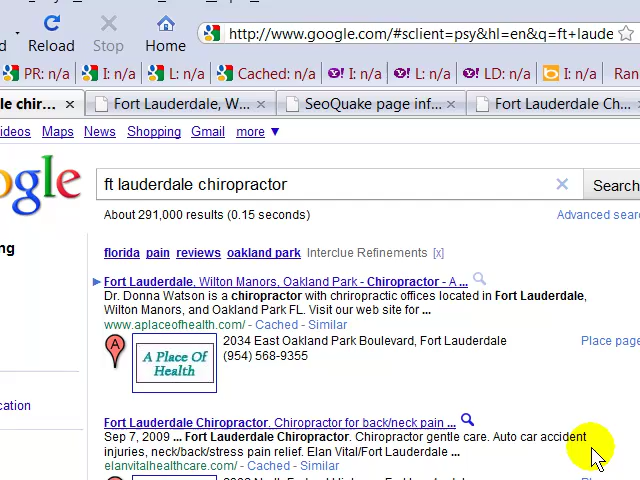 Reload Stop Home http://www.google.com/#sclient=psy&hl=en&q=ft+laude
PR: n/a I: n/a L: n/a Cached: n/a I: n/a L: n/a LD: n/a I: n/a Ran
le chir... × Fort Lauderdale, W... × SeoQuake page inf... × Fort Lauderdale Ch...
ideos Maps News Shopping Gmail more ▼
ogle
ft lauderdale chiropractor × Search
About 291,000 results (0.15 seconds) Advanced sear
ng
florida pain reviews oakland park Interclue Refinements [x]
Fort Lauderdale, Wilton Manors, Oakland Park - Chiropractor - A ...
Dr. Donna Watson is a chiropractor with chriropractic offices located in Fort Lauderdale,
Wilton Manors, and Oakland Park FL. Visit our web site for ...
www.aplaceofhealth.com/ - Cached - Similar
A
A Place Of
Health
2034 East Oakland Park Boulevard, Fort Lauderdale
(954) 568-9355
Place page
cation
Fort Lauderdale Chiropractor. Chiropractor for back/neck pain ...
Sep 7, 2009 ... Fort Lauderdale Chiropractor. Chiropractor gentle care. Auto car accident
injuries, neck/back/stress pain relief. Elan Vital/Fort Lauderdale ...
elanvitalhealthcare.com/ - Cached - Similar